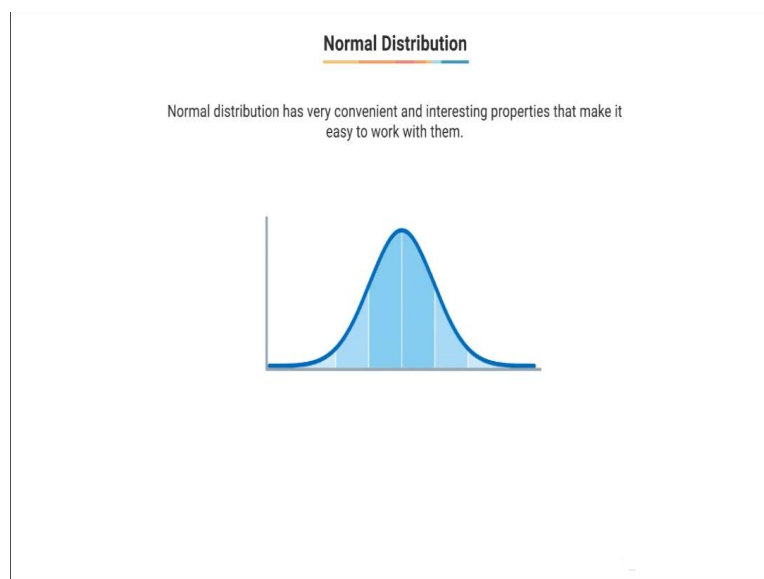 Normal Distribution
Normal distribution has very convenient and interesting properties that make it
easy to work with them.